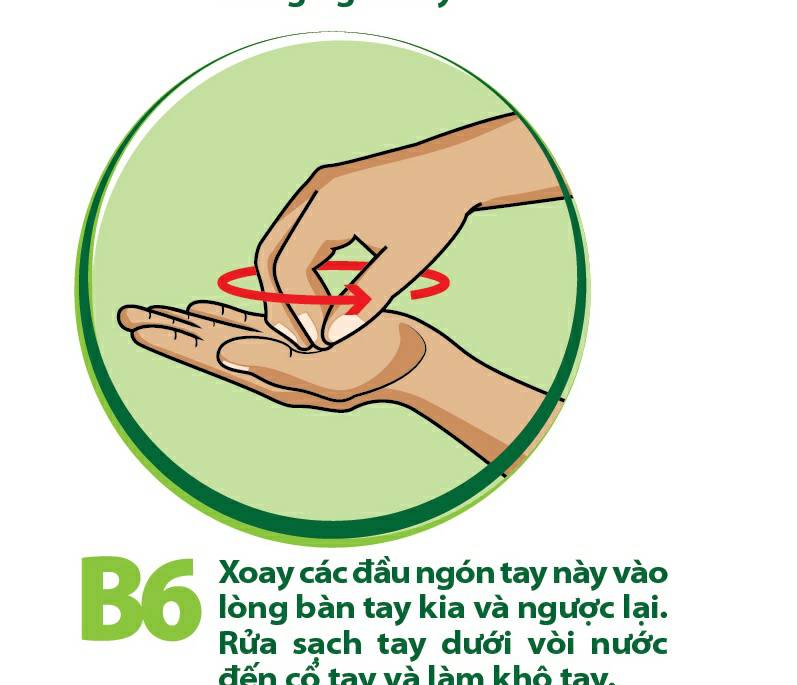 B6
Xoay các đầu ngón tay này vào
lòng bàn tay kia và ngược lại.
Rửa sạch tay dưới vòi nước
đến cổ tay và làm khô tay.